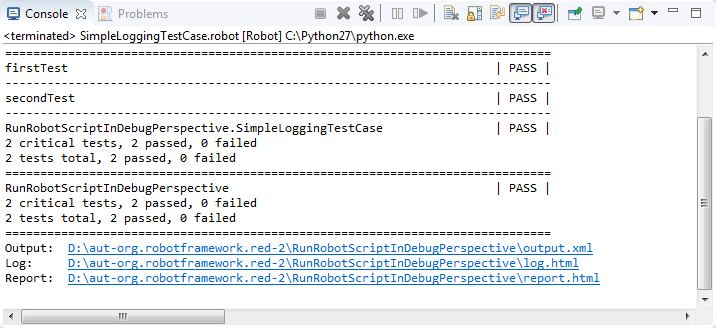 Console Problems
<terminated> SimpleLoggingTestCase.robot [Robot] C:\Python27\python.exe
==============================================================================
firstTest                                                             | PASS |
------------------------------------------------------------------------------
secondTest                                                            | PASS |
------------------------------------------------------------------------------
RunRobotScriptInDebugPerspective.SimpleLoggingTestCase                | PASS |
2 critical tests, 2 passed, 0 failed
2 tests total, 2 passed, 0 failed
==============================================================================
RunRobotScriptInDebugPerspective                                      | PASS |
2 critical tests, 2 passed, 0 failed
2 tests total, 2 passed, 0 failed
==============================================================================
Output:  D:\aut-org.robotframework.red-2\RunRobotScriptInDebugPerspective\output.xml
Log:     D:\aut-org.robotframework.red-2\RunRobotScriptInDebugPerspective\log.html
Report:  D:\aut-org.robotframework.red-2\RunRobotScriptInDebugPerspective\report.html